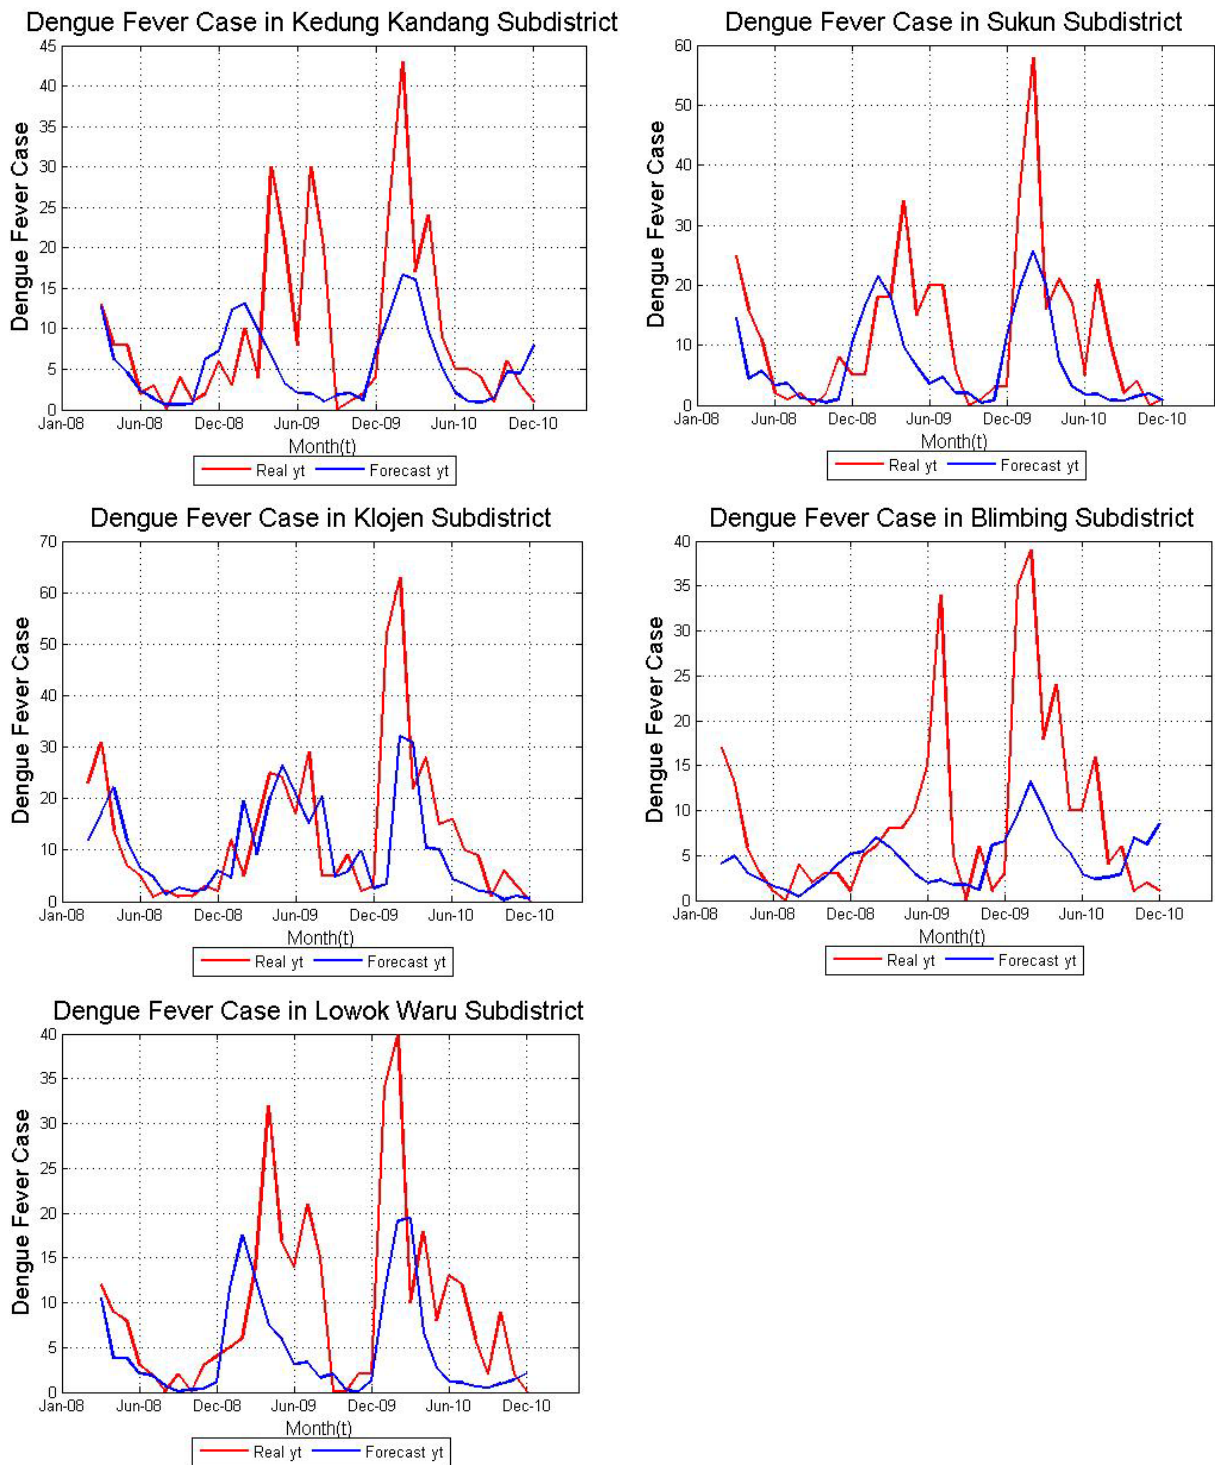 Dengue Fever Case in Kedung Kandang Subdistrict
Dengue Fever Case
45
40
35
30
25
20
15
10
5
0
Jan-08 Jun-08 Dec-08 Jun-09 Dec-09 Jun-10 Dec-10
Month(t)
Real yt Forecast yt
Dengue Fever Case in Sukun Subdistrict
Dengue Fever Case
60
50
40
30
20
10
0
Jan-08 Jun-08 Dec-08 Jun-09 Dec-09 Jun-10 Dec-10
Month(t)
Real yt Forecast yt
Dengue Fever Case in Klojen Subdistrict
Dengue Fever Case
70
60
50
40
30
20
10
0
Jan-08 Jun-08 Dec-08 Jun-09 Dec-09 Jun-10 Dec-10
Month(t)
Real yt Forecast yt
Dengue Fever Case in Blimbing Subdistrict
Dengue Fever Case
40
35
30
25
20
15
10
5
0
Jan-08 Jun-08 Dec-08 Jun-09 Dec-09 Jun-10 Dec-10
Month(t)
Real yt Forecast yt
Dengue Fever Case in Lowok Waru Subdistrict
Dengue Fever Case
40
35
30
25
20
15
10
5
0
Jan-08 Jun-08 Dec-08 Jun-09 Dec-09 Jun-10 Dec-10
Month(t)
Real yt Forecast yt